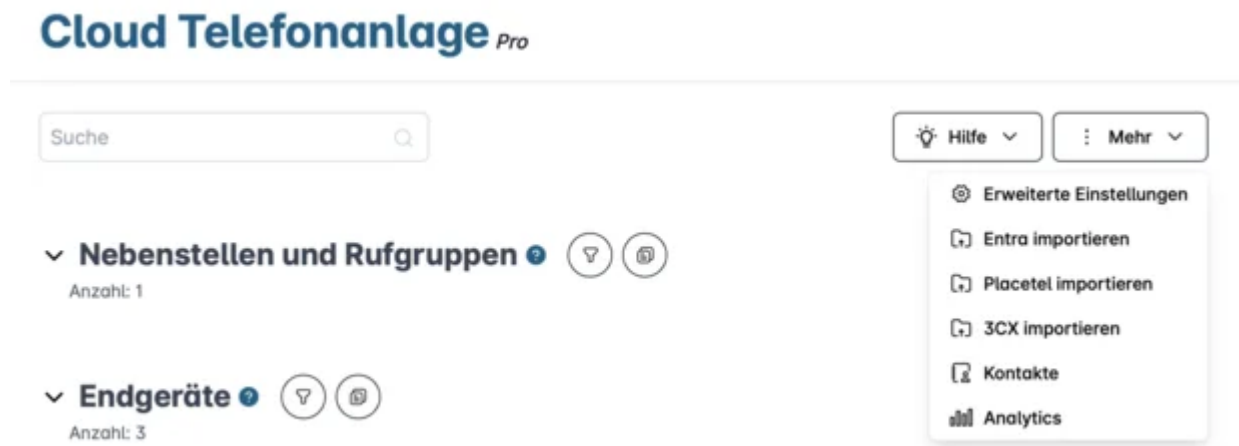 Cloud Telefonanlage Pro
Suche
Hilfe
Mehr
Erweiterte Einstellungen
Entra importieren
Placetel importieren
3CX importieren
Kontakte
Analytics
Nebenstellen und Rufgruppen ?
Anzahl: 1
Endgeräte ?
Anzahl: 3